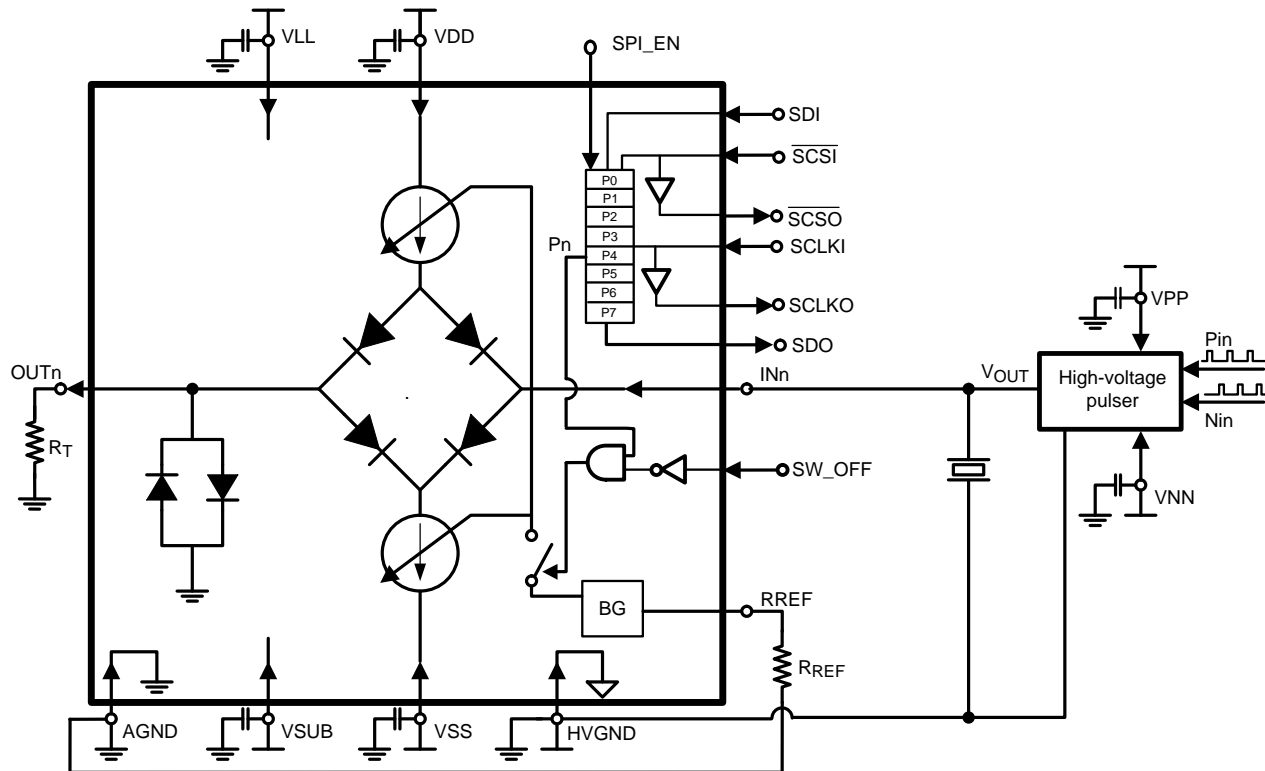 VLL
VDD
SPI_EN
SDI
SCSI
SCSO
SCLKI
SCLKO
SDO
P0
P1
P2
P3
P4
P5
P6
P7
Pn
VPP
Pin
Nin
High-voltage
pulser
VOUT
VNN
OUTn
RT
INn
SW_OFF
BG
RREF
RREF
AGND
VSUB
VSS
HVGND